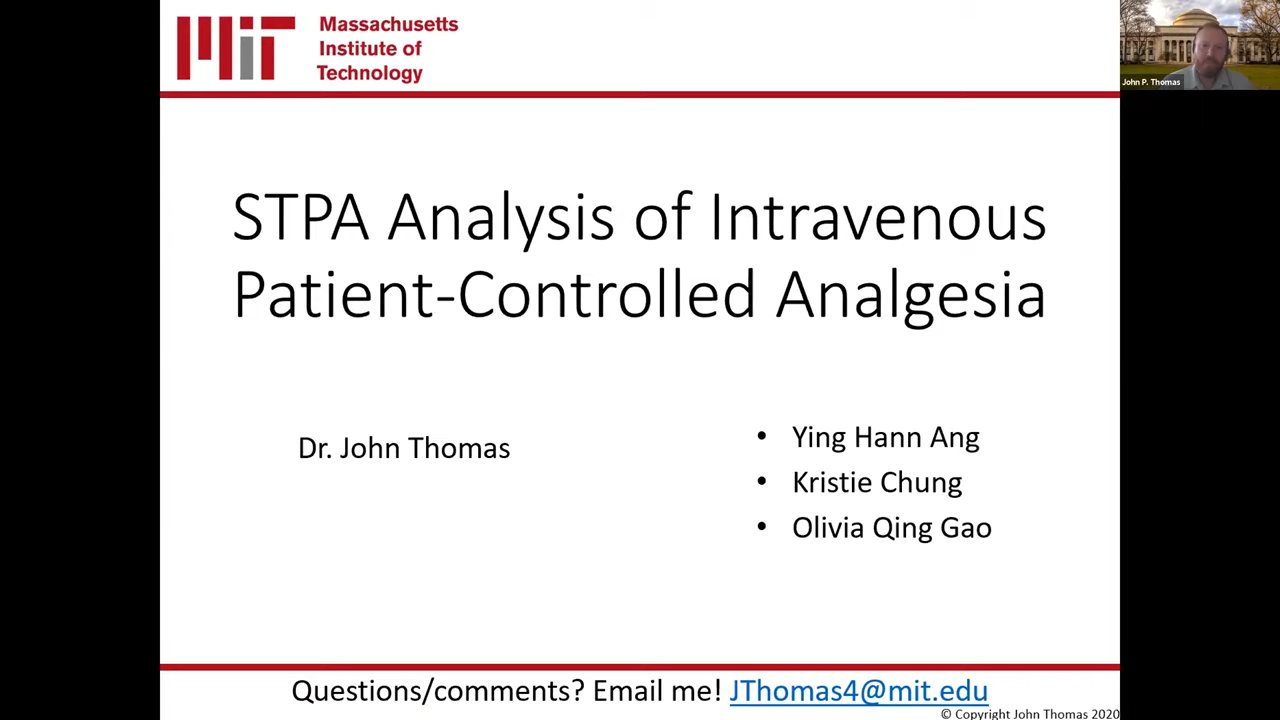 MIT
Massachusetts
Institute of
Technology
John P. Thomas
STPA Analysis of Intravenous
Patient-Controlled Analgesia
Dr. John Thomas
• Ying Hann Ang
• Kristie Chung
• Olivia Qing Gao
Questions/comments? Email me! JThomas4@mit.edu
© Copyright John Thomas 2020